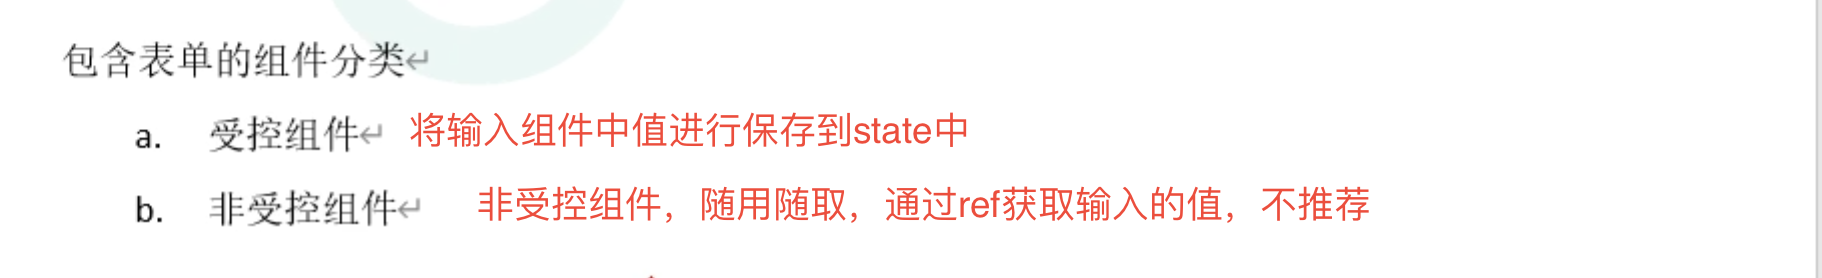 包含表单的组件分类↵
a. 受控组件↵ 将输入组件中值进行保存到state中
b. 非受控组件↵ 非受控组件，随用随取，通过ref获取输入的值，不推荐